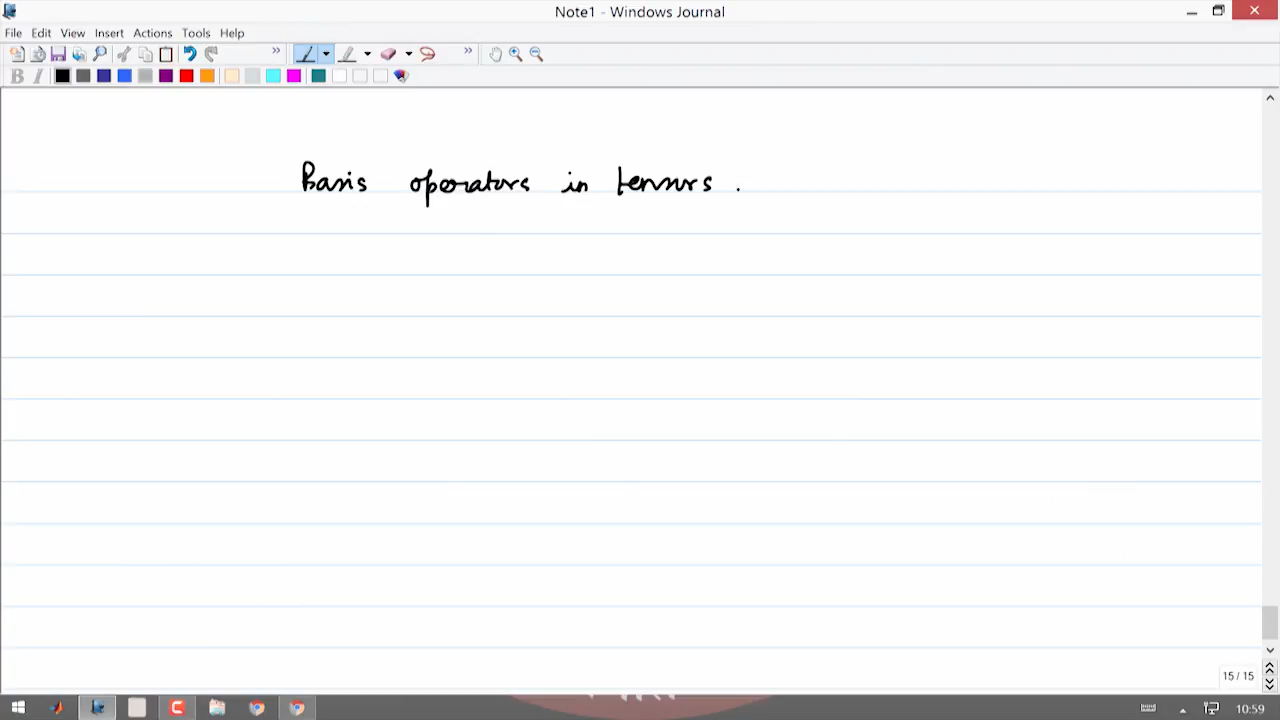 Note1 - Windows Journal
File Edit View Insert Actions Tools Help
B I
Basis operators in tensors.
15 / 15
10:59